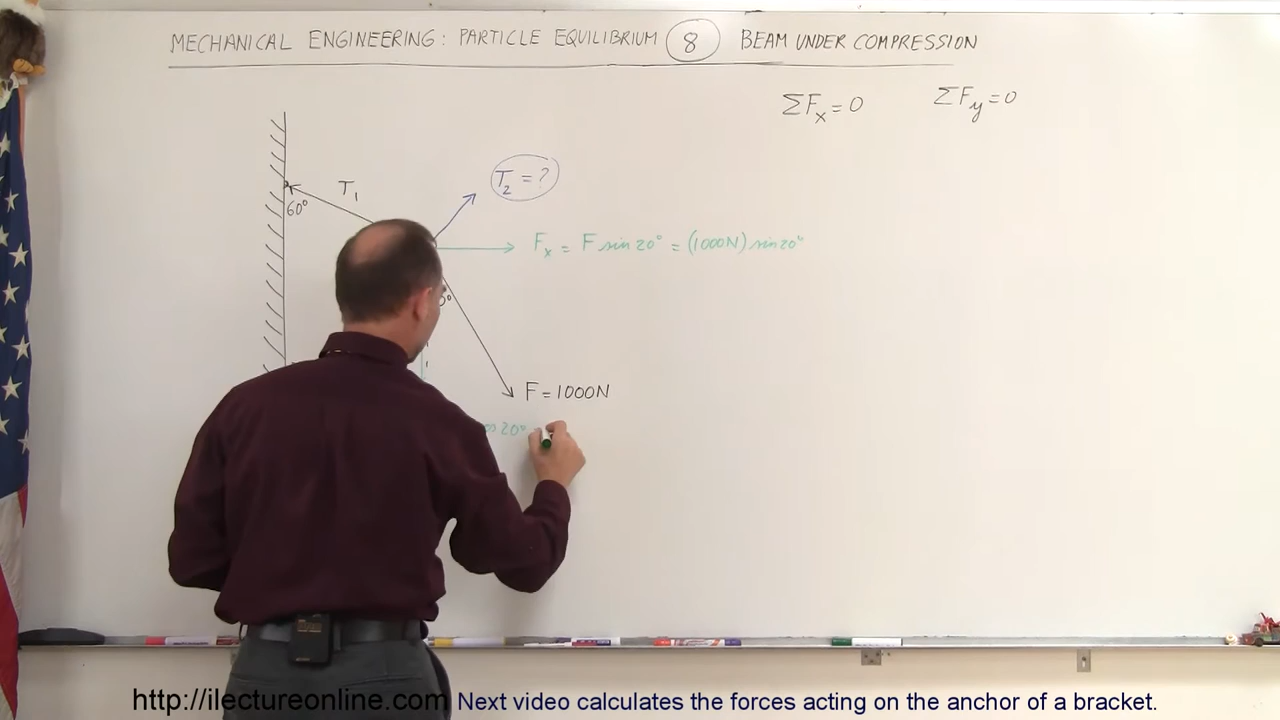 MECHANICAL ENGINEERING: PARTICLE EQUILIBRIUM 8 BEAM UNDER COMPRESSION
ΣFx = 0 ΣFy = 0
T1
T2 = ?
60°
Fx = F sin 20° = (1000N) sin 20°
F = 1000N
20° =
http://ilectureonline.com Next video calculates the forces acting on the anchor of a bracket.